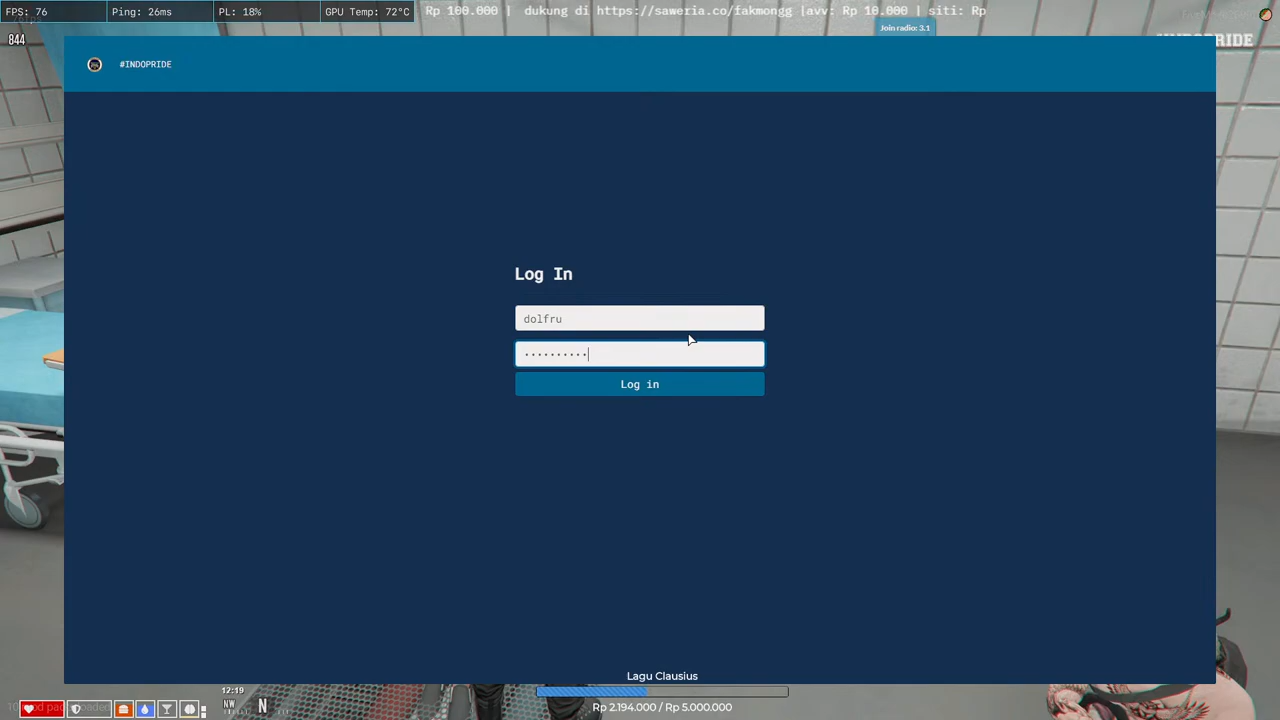 FPS: 76
Ping: 26ms
PL: 18%
GPU Temp: 72°C
Rp 100.000 | dukung di https://saweria.co/fakmongg |avv: Rp 10.000 | siti: Rp
844
Join radio: 3.1
#INDOPRIDE
Log In
dolfru
Log in
Lagu Clausius
12:19
NW
N
Rp 2.194.000 / Rp 5.000.000